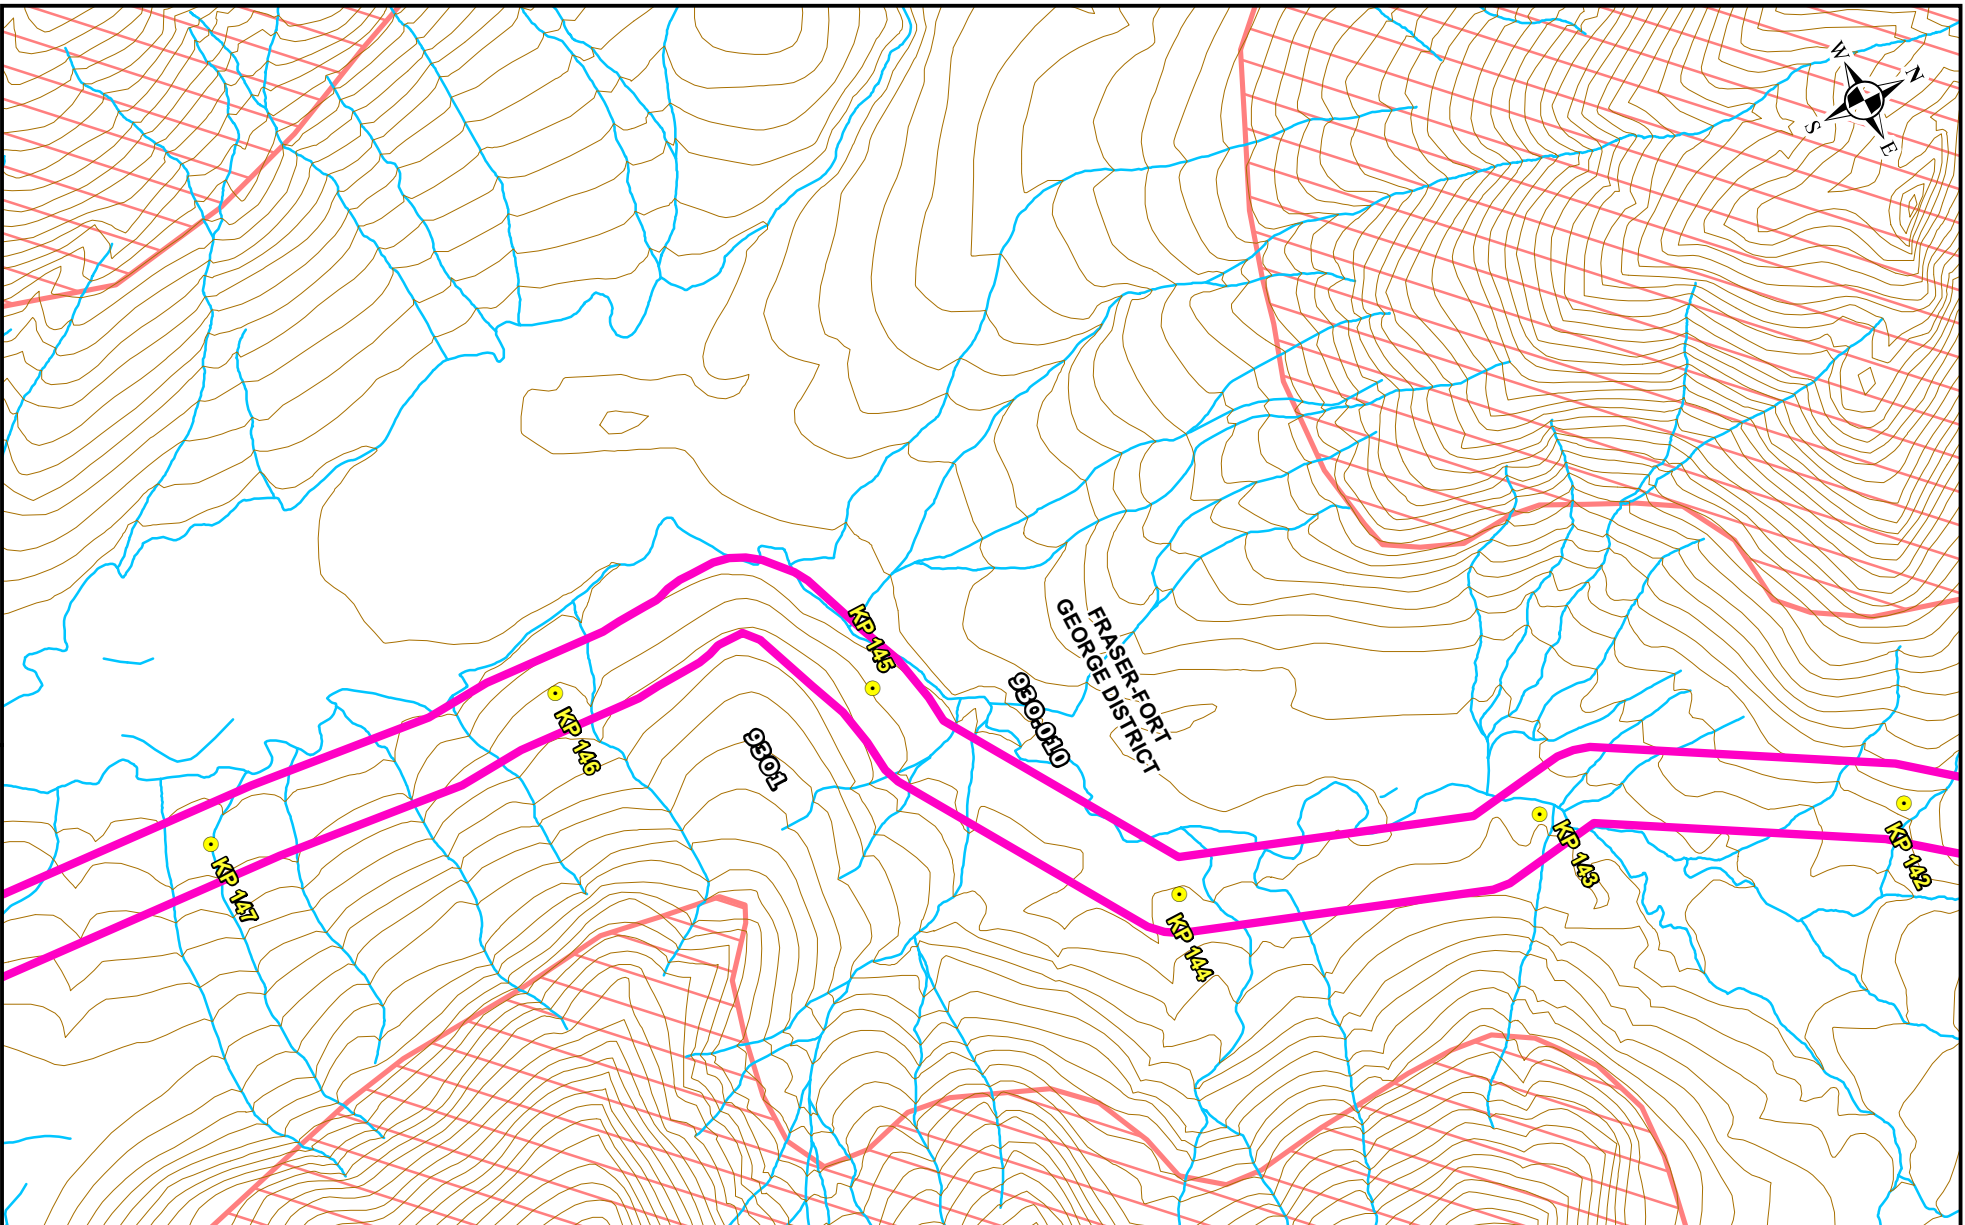 W
N
S
E
KP 145
FRASER-FORT
GEORGE DISTRICT
930.010
KP 146
9301
KP 147
KP 144
KP 143
KP 142